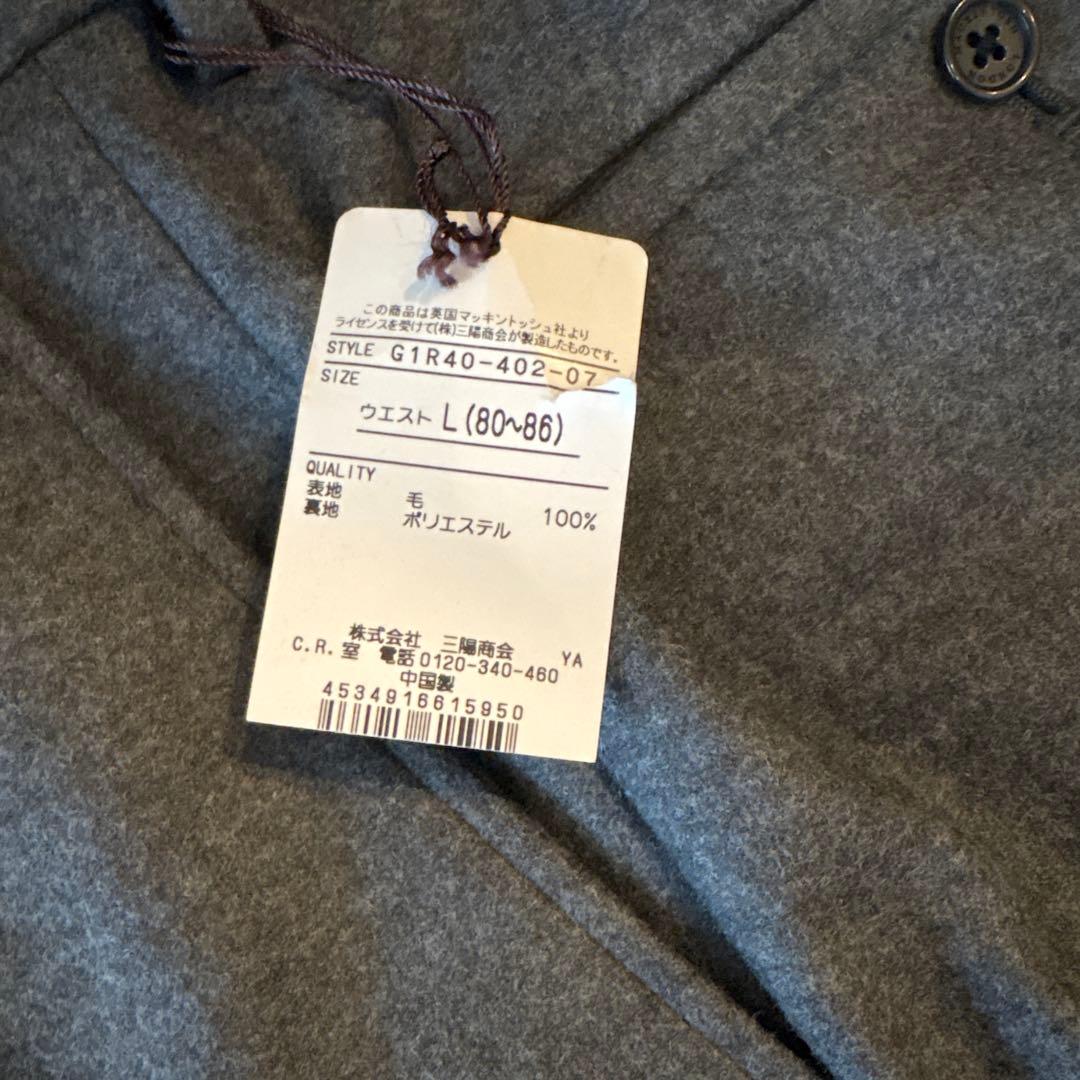 この商品は英国マッキントッシュ社より
ライセンスを受けて(株)三陽商会が製造したものです。
STYLE G1R40-402-07
SIZE
ウエスト L(80~86)
QUALITY
表地 毛 100%
裏地 ポリエステル
株式会社 三陽商会 YA
C.R.室 電話0120-340-460
中国製
4534916615950